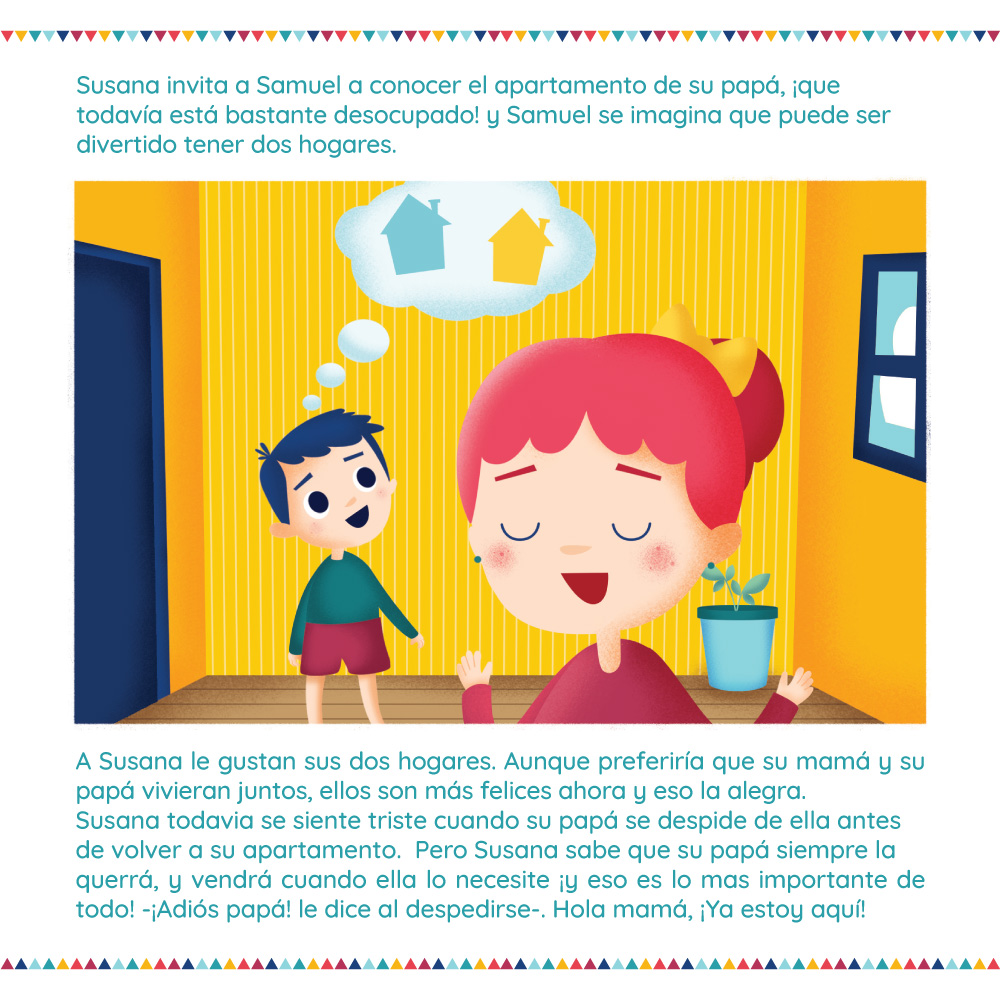 Susana invita a Samuel a conocer el apartamento de su papá, ¡que
todavía está bastante desocupado! y Samuel se imagina que puede ser
divertido tener dos hogares.
A Susana le gustan sus dos hogares. Aunque preferiría que su mamá y su
papá vivieran juntos, ellos son más felices ahora y eso la alegra.
Susana todavia se siente triste cuando su papá se despide de ella antes
de volver a su apartamento.  Pero Susana sabe que su papá siempre la
querrá, y vendrá cuando ella lo necesite ¡y eso es lo mas importante de
todo! -¡Adiós papá! le dice al despedirse-. Hola mamá, ¡Ya estoy aquí!